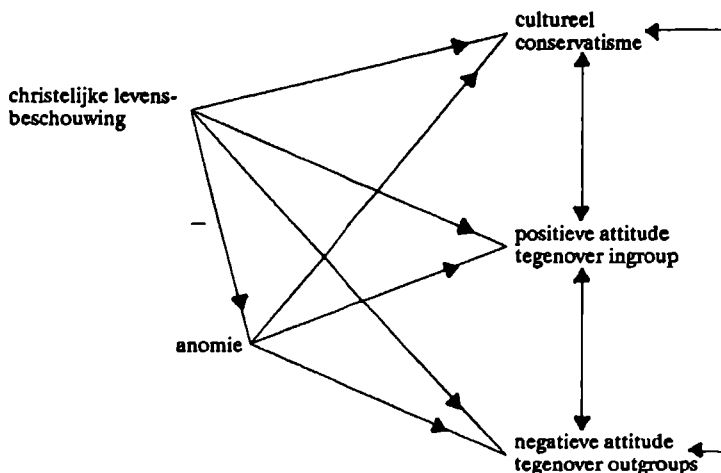 cultureel
conservatisme
christelijke levens-
beschouwing
–
positieve attitude
tegenover ingroup
anomie
negatieve attitude
tegenover outgroups